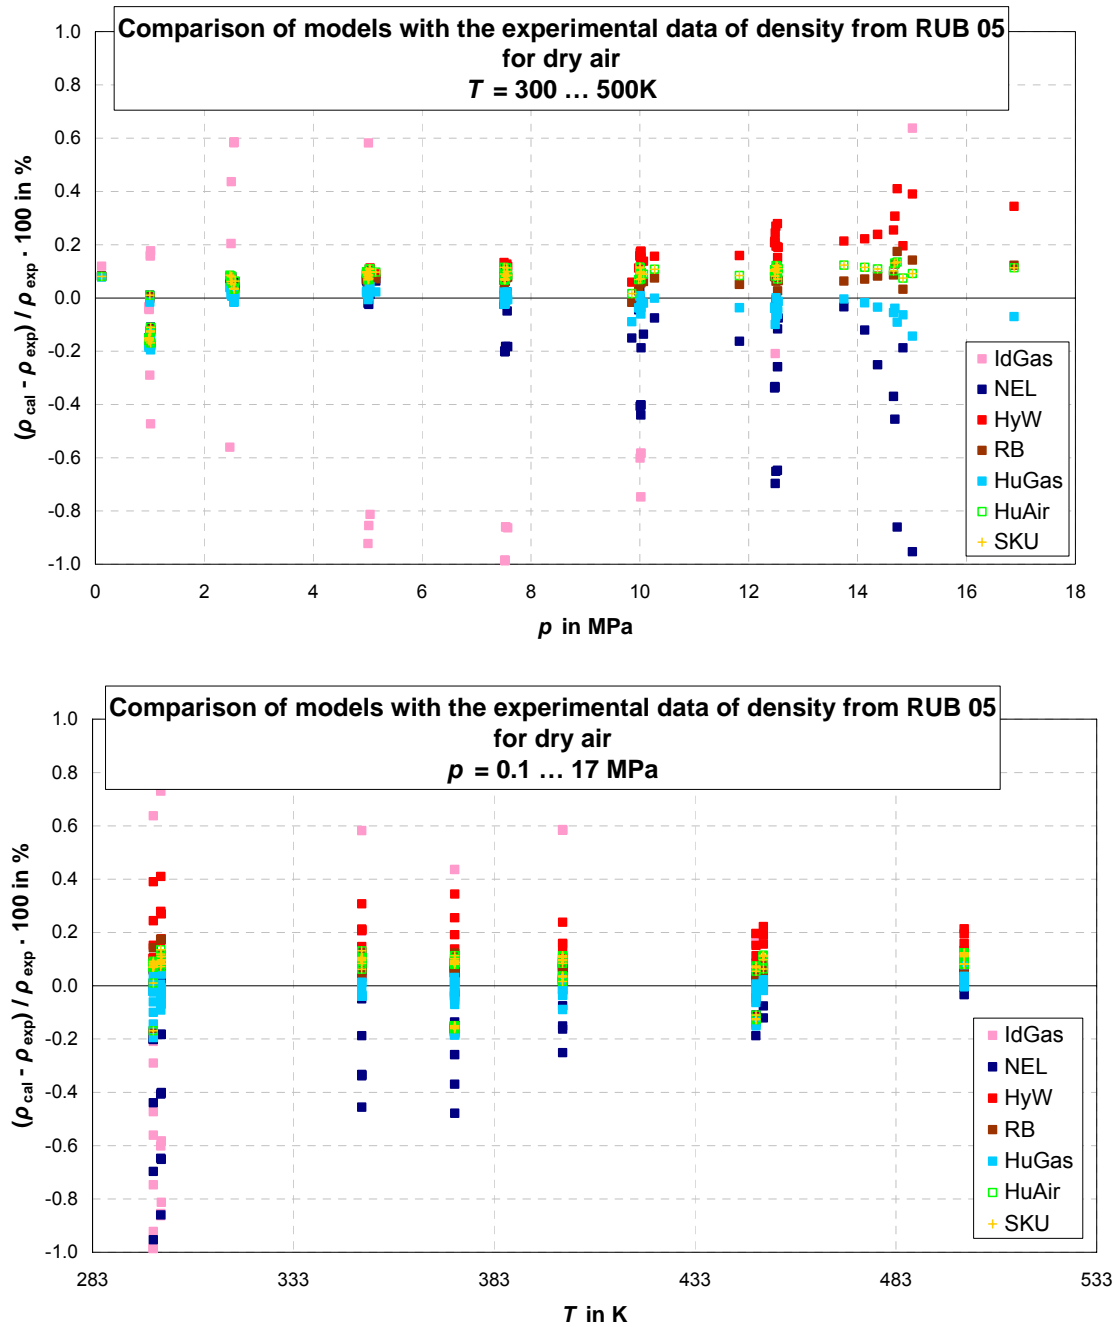 Comparison of models with the experimental data of density from RUB 05
for dry air
T = 300 ... 500K
(ρ cal - ρ exp) / ρ exp · 100 in %
1.0
0.8
0.6
0.4
0.2
0.0
-0.2
-0.4
-0.6
-0.8
-1.0
IdGas
NEL
HyW
RB
HuGas
HuAir
SKU
0 2 4 6 8 10 12 14 16 18
p in MPa
Comparison of models with the experimental data of density from RUB 05
for dry air
p = 0.1 ... 17 MPa
(ρ cal - ρ exp) / ρ exp · 100 in %
1.0
0.8
0.6
0.4
0.2
0.0
-0.2
-0.4
-0.6
-0.8
-1.0
IdGas
NEL
HyW
RB
HuGas
HuAir
SKU
283 333 383 433 483 533
T in K